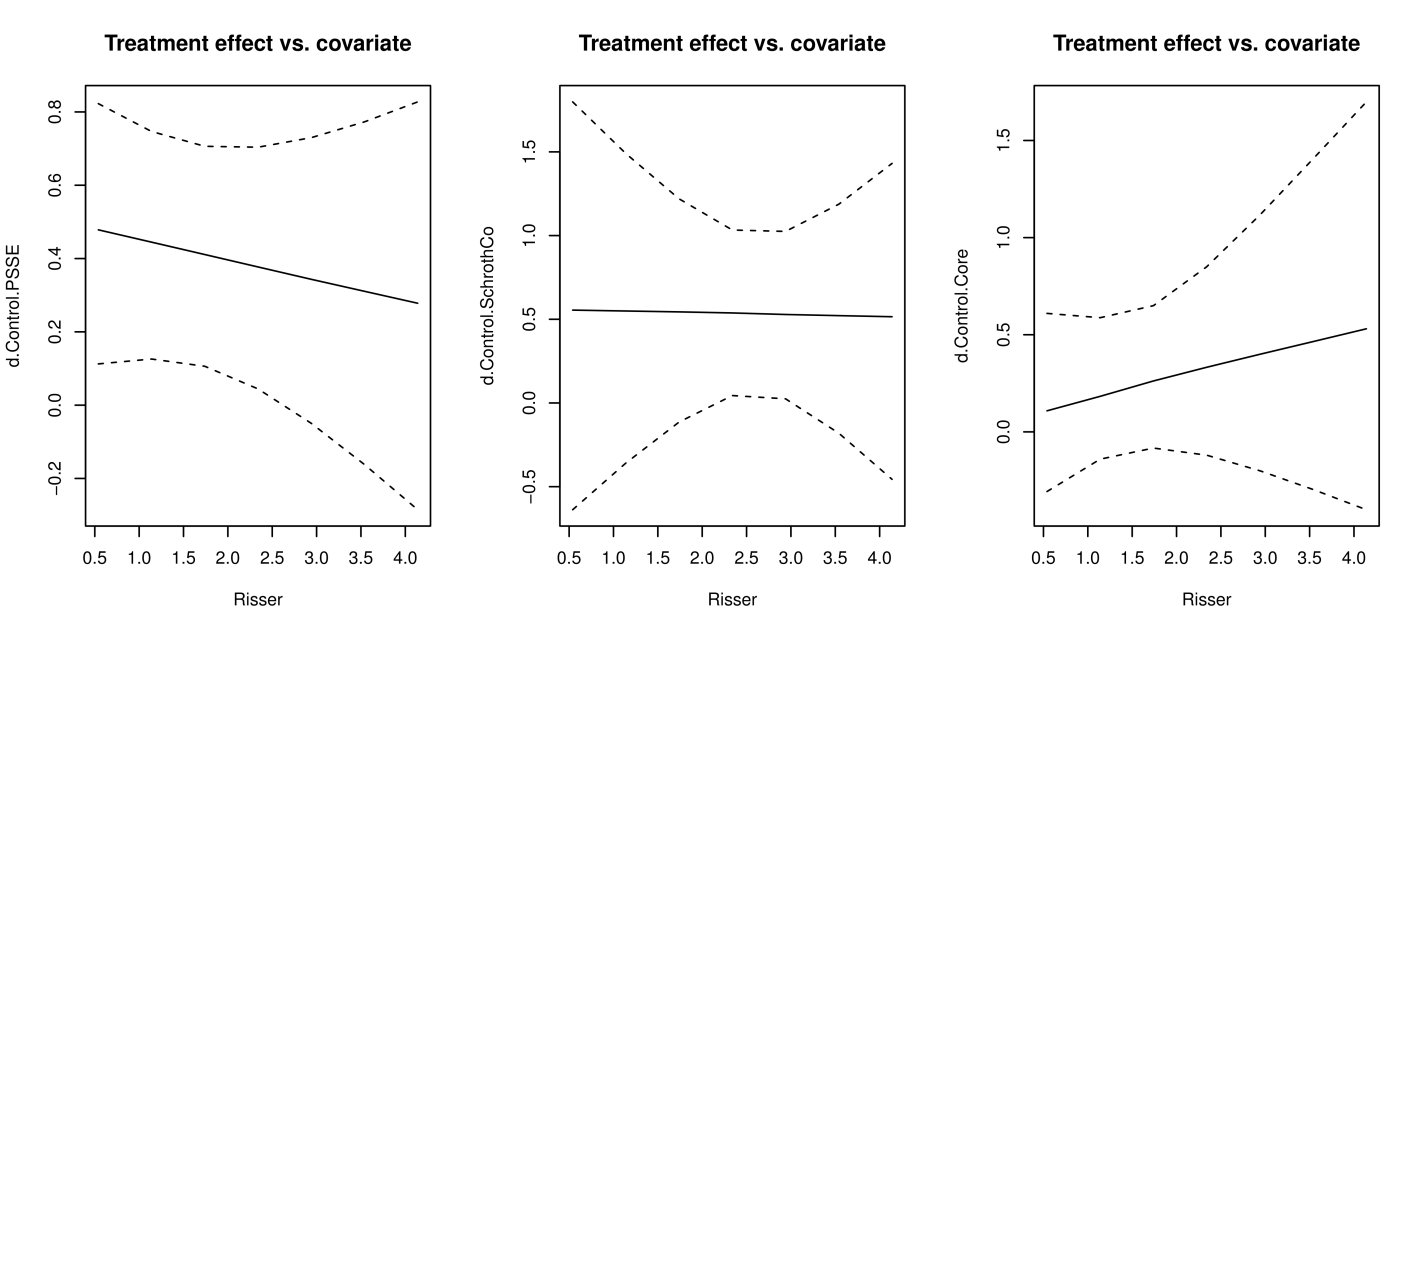 Treatment effect vs. covariate
d.Control.PSSE
0.8
0.6
0.4
0.2
0.0
−0.2
0.5 1.0 1.5 2.0 2.5 3.0 3.5 4.0
Risser
Treatment effect vs. covariate
d.Control.SchrothCo
1.5
1.0
0.5
0.0
−0.5
0.5 1.0 1.5 2.0 2.5 3.0 3.5 4.0
Risser
Treatment effect vs. covariate
d.Control.Core
1.5
1.0
0.5
0.0
0.5 1.0 1.5 2.0 2.5 3.0 3.5 4.0
Risser